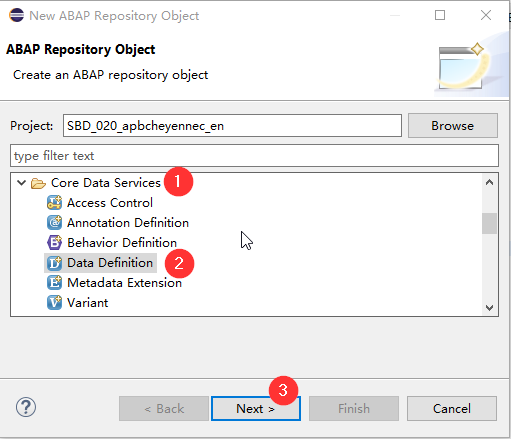 New ABAP Repository Object
ABAP Repository Object
Create an ABAP repository object
Project: SBD_020_apbcheyennec_en Browse
type filter text
Core Data Services 1
Access Control
Annotation Definition
Behavior Definition
Data Definition 2
Metadata Extension
Variant
3
? < Back Next > Finish Cancel